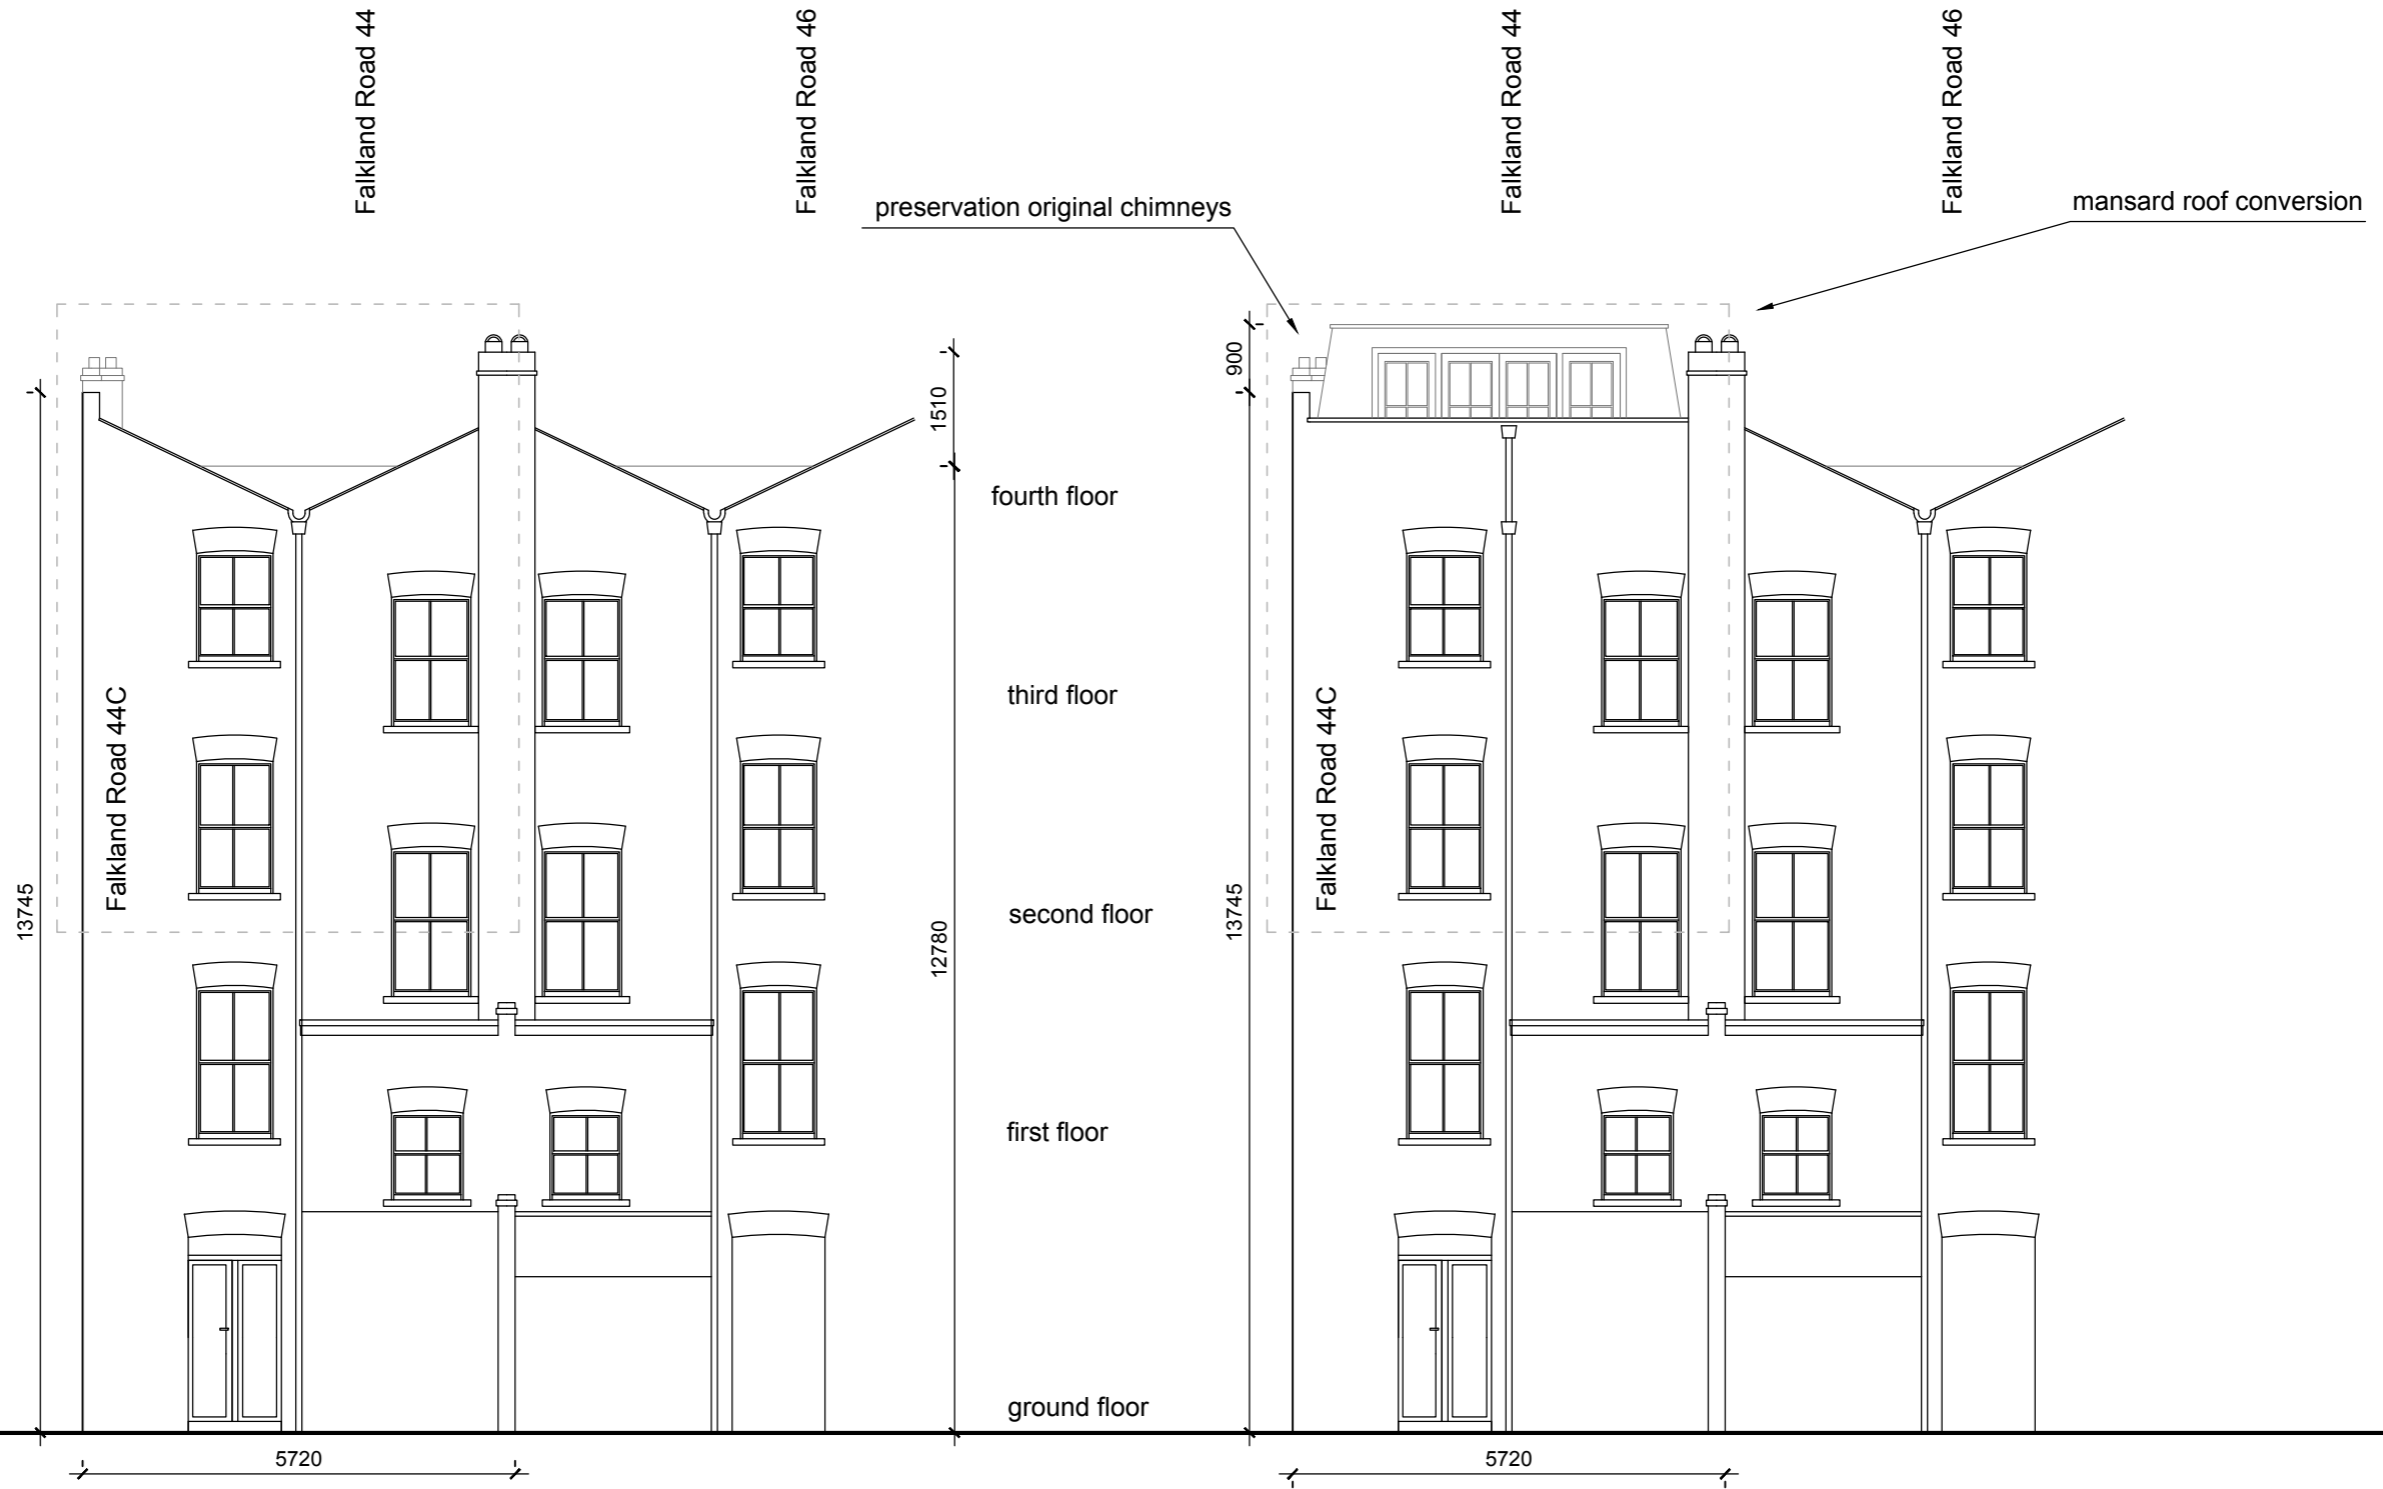 Falkland Road 44
Falkland Road 46
Falkland Road 44
Falkland Road 46
preservation original chimneys
mansard roof conversion
900
1510
fourth floor
third floor
Falkland Road 44C
Falkland Road 44C
second floor
13745
12780
13745
first floor
ground floor
5720
5720